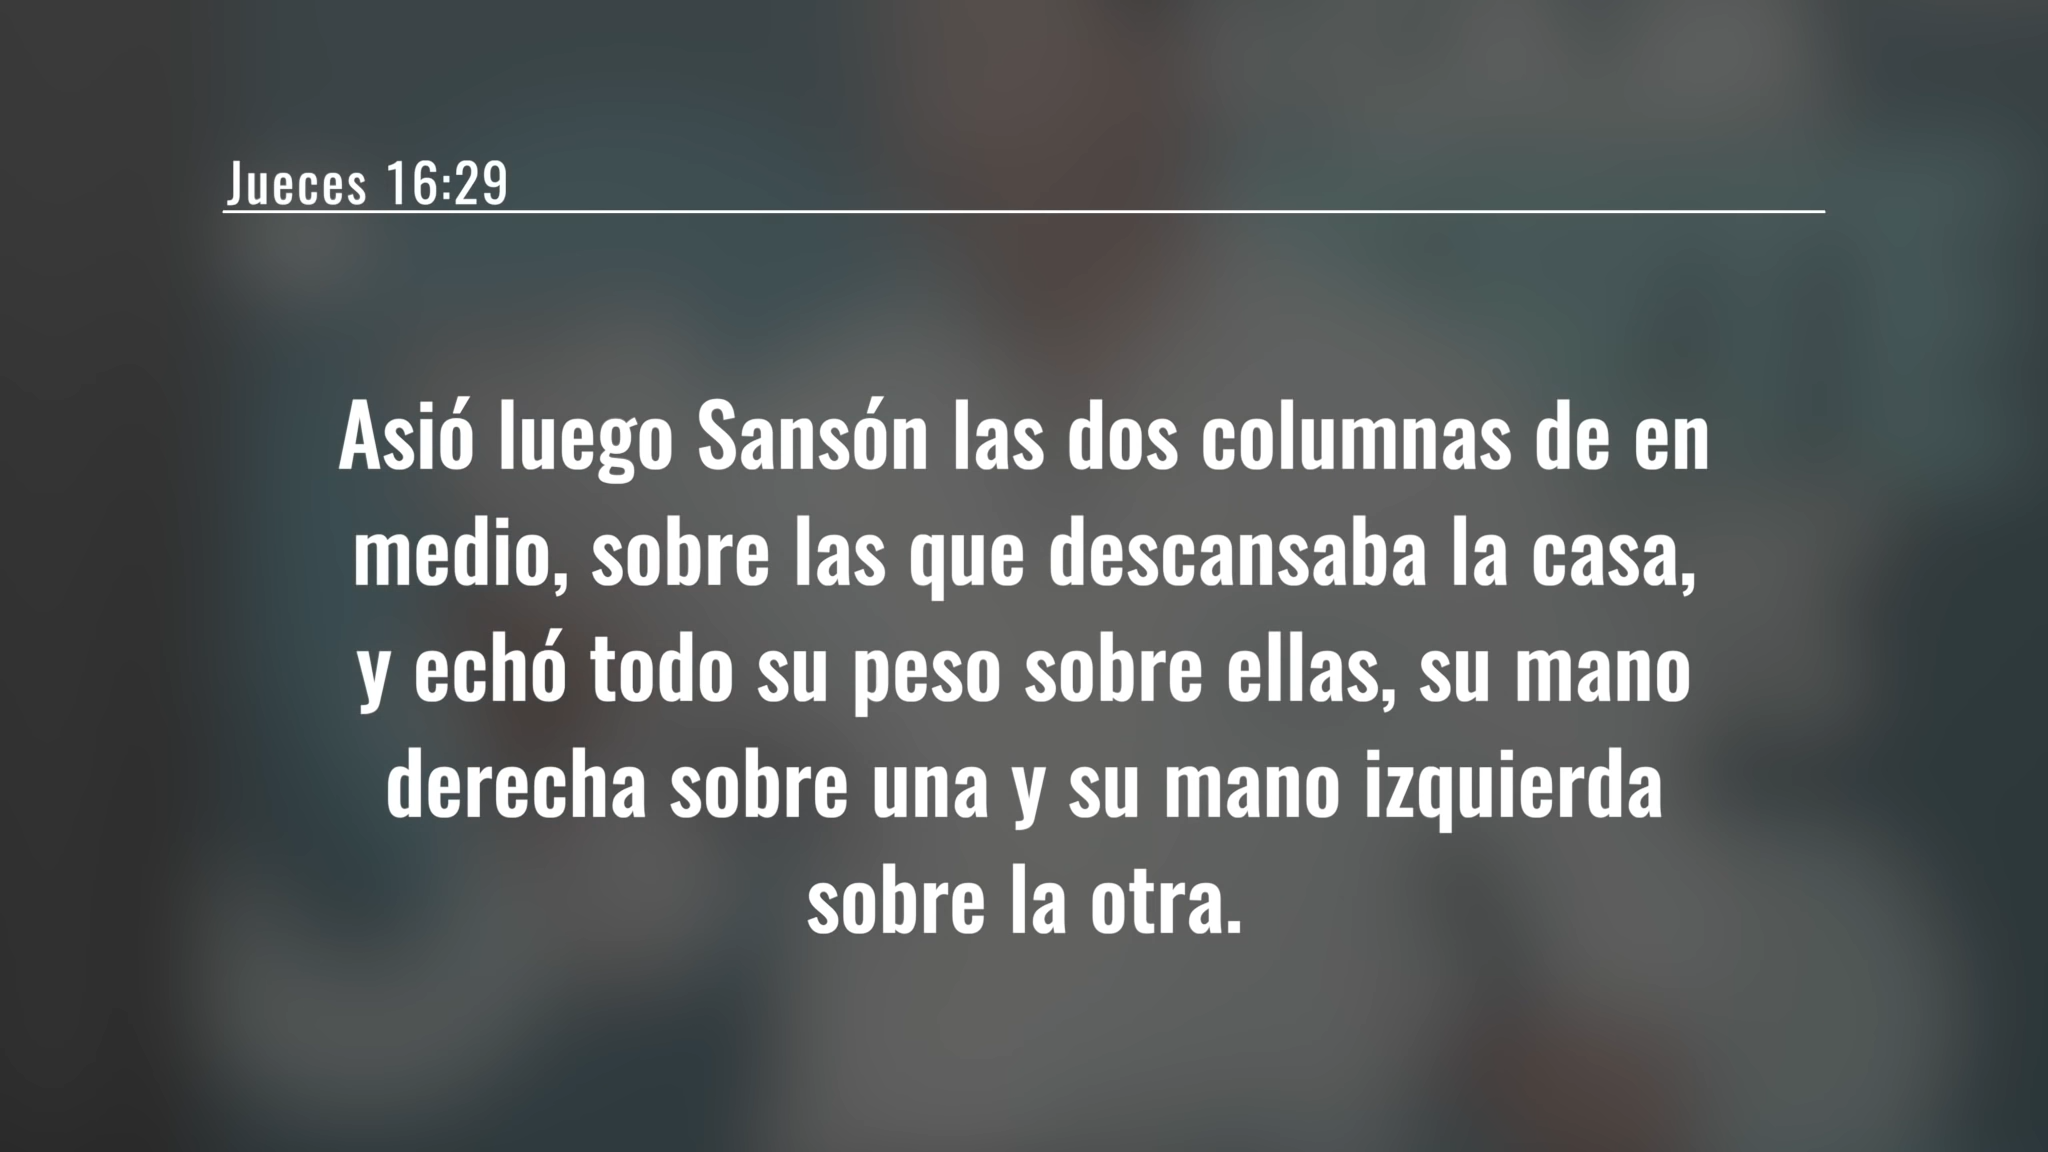 Jueces 16:29
Asió luego Sansón las dos columnas de en
medio, sobre las que descansaba la casa,
y echó todo su peso sobre ellas, su mano
derecha sobre una y su mano izquierda
sobre la otra.